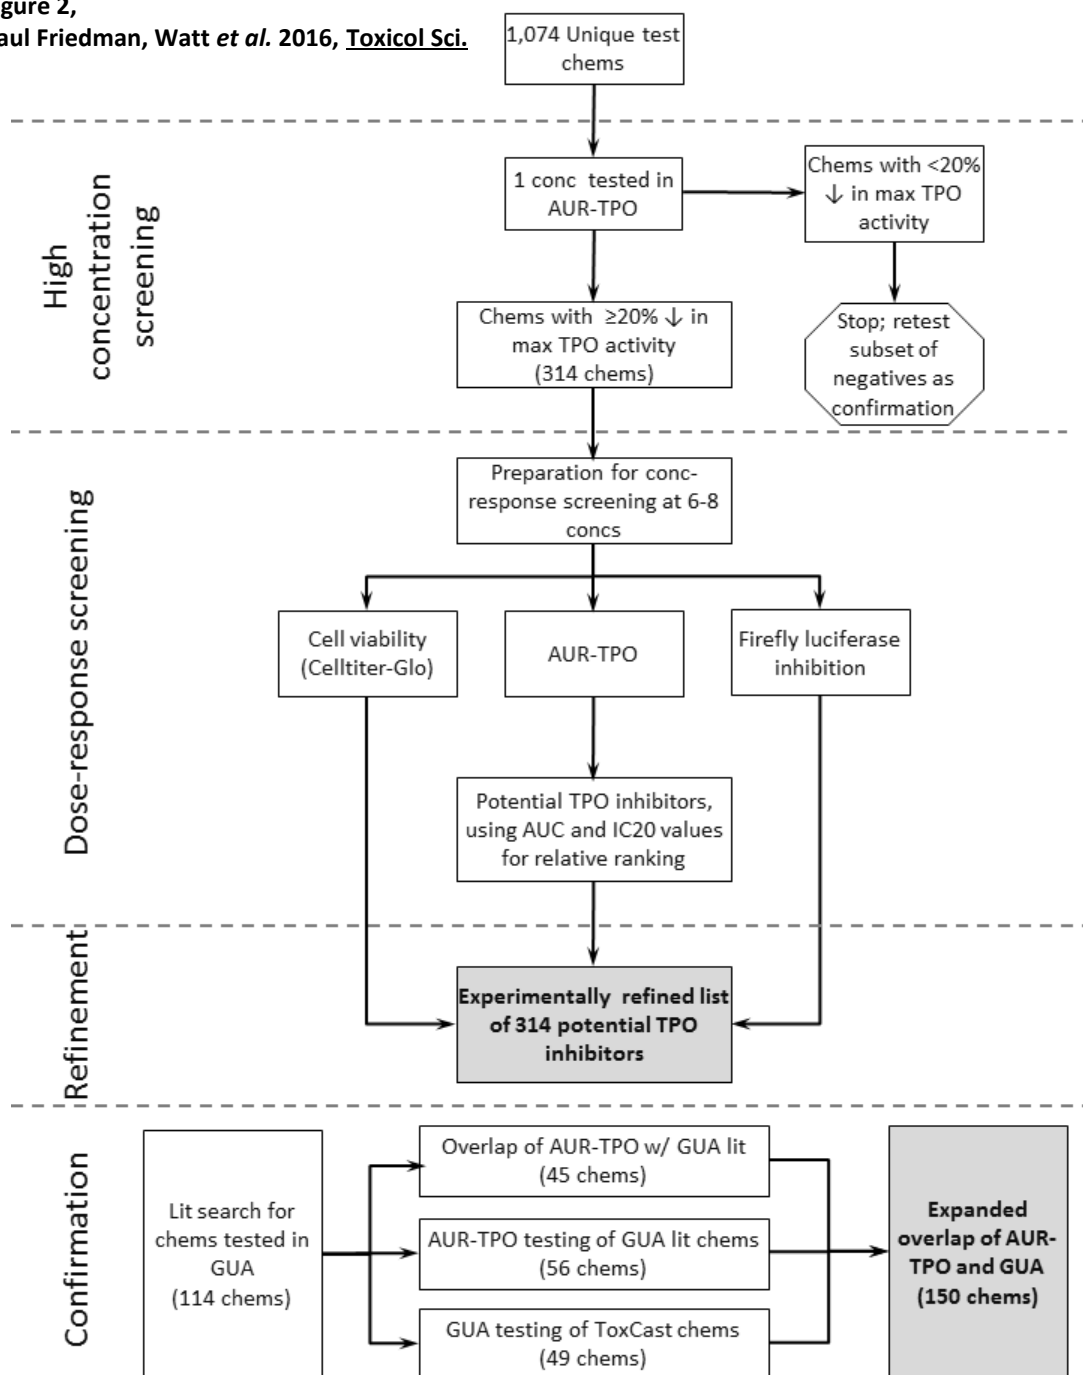 gure 2,
aul Friedman, Watt et al. 2016, Toxicol Sci.
1,074 Unique test
chems
High
concentration
screening
1 conc tested in
AUR-TPO
Chems with <20%
↓ in max TPO
activity
Chems with ≥20% ↓ in
max TPO activity
(314 chems)
Stop; retest
subset of
negatives as
confirmation
Dose-response screening
Preparation for conc-
response screening at 6-8
concs
Cell viability
(Celltiter-Glo)
AUR-TPO
Firefly luciferase
inhibition
Potential TPO inhibitors,
using AUC and IC20 values
for relative ranking
Refinement
Experimentally refined list
of 314 potential TPO
inhibitors
Confirmation
Lit search for
chems tested in
GUA
(114 chems)
Overlap of AUR-TPO w/ GUA lit
(45 chems)
AUR-TPO testing of GUA lit chems
(56 chems)
GUA testing of ToxCast chems
(49 chems)
Expanded
overlap of AUR-
TPO and GUA
(150 chems)